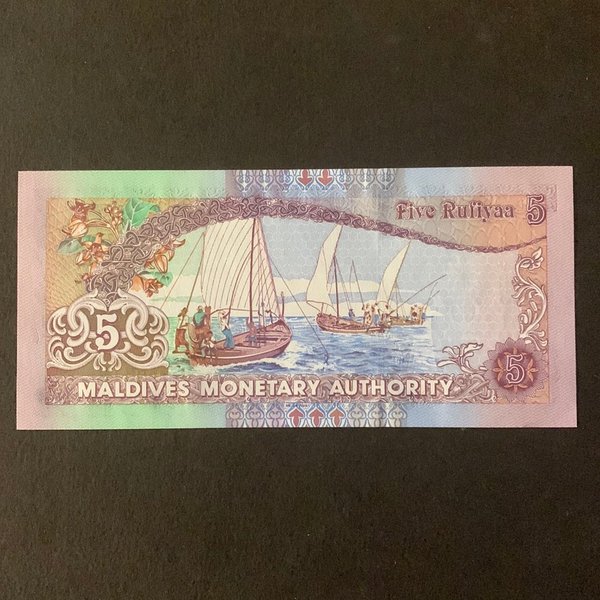 Five Rufiyaa 5
5
MALDIVES MONETARY AUTHORITY
5